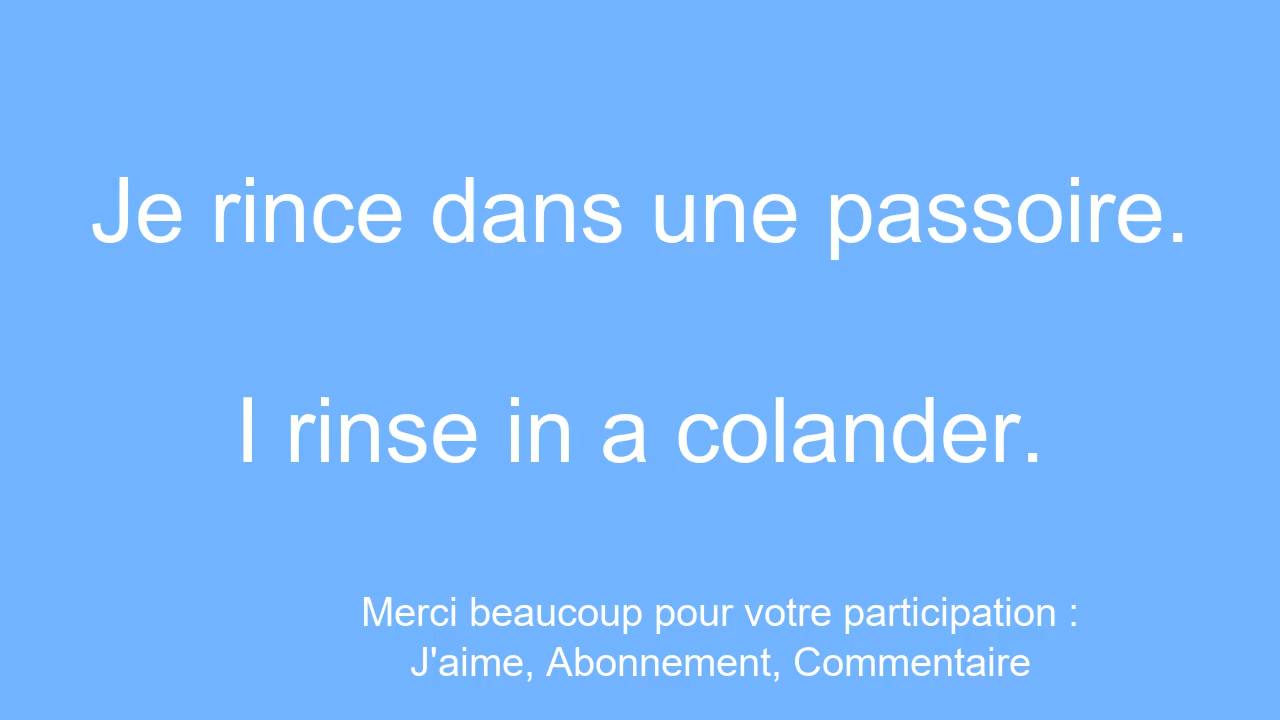 Je rince dans une passoire.
I rinse in a colander.
Merci beaucoup pour votre participation :
J'aime, Abonnement, Commentaire